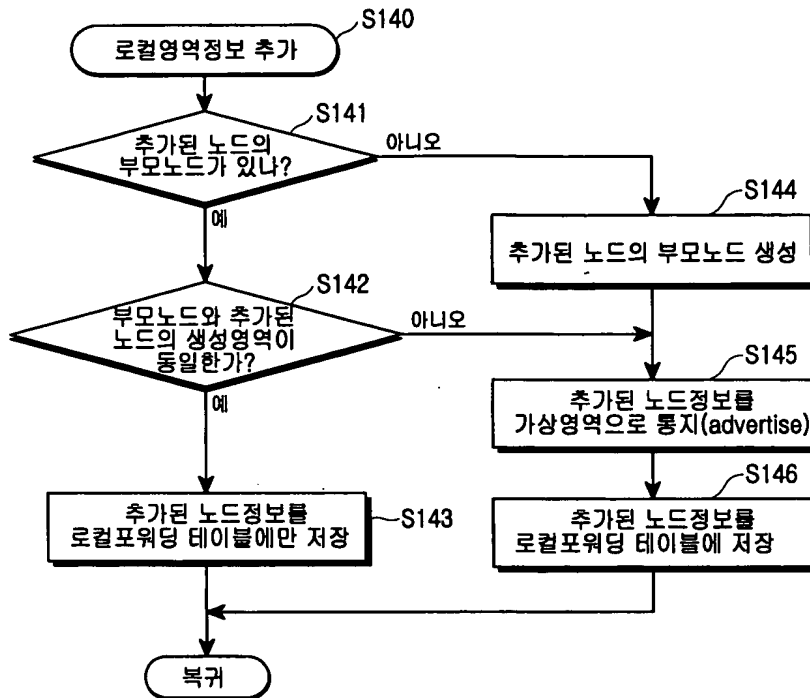 로컬영역정보 추가
S140
추가된 노드의
부모노드가 있나?
S141
아니오
예
S144
추가된 노드의 부모노드 생성
부모노드와 추가된
노드의 생성영역이
동일한가?
S142
아니오
예
S145
추가된 노드정보를
가상영역으로 통지(advertise)
추가된 노드정보를
로컬포워딩 테이블에만 저장
S143
S146
추가된 노드정보를
로컬포워딩 테이블에 저장
복귀